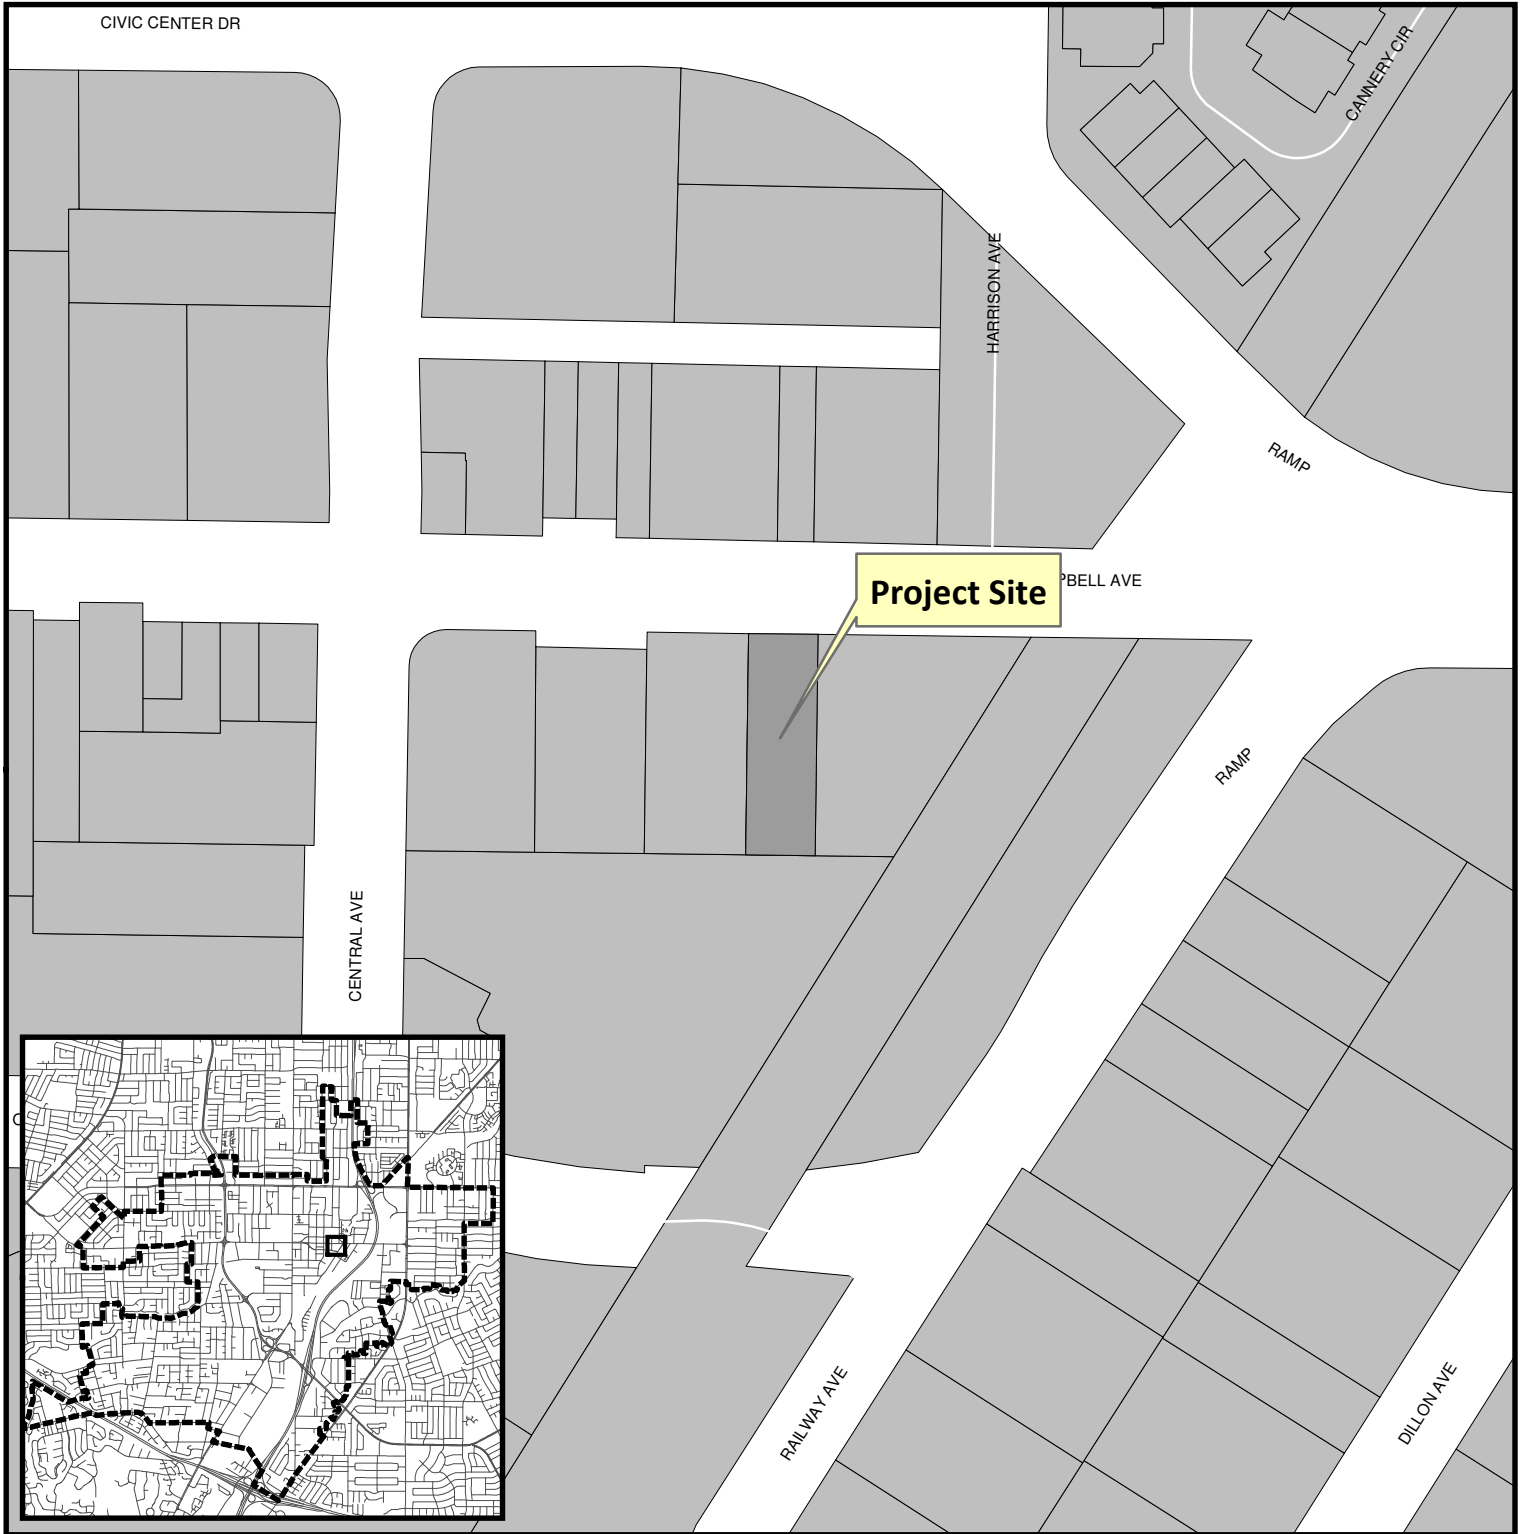 CIVIC CENTER DR
CANNERY CIR
HARRISON AVE
RAMP
Project Site
PBELL AVE
RAMP
CENTRAL AVE
RAILWAY AVE
DILLON AVE